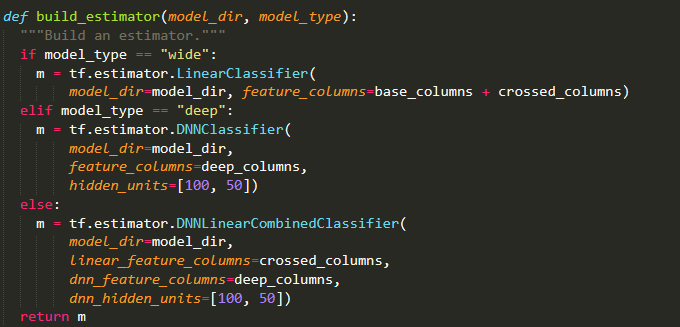 def build_estimator(model_dir, model_type):
  """Build an estimator."""
  if model_type == "wide":
    m = tf.estimator.LinearClassifier(
        model_dir=model_dir, feature_columns=base_columns + crossed_columns)
  elif model_type == "deep":
    m = tf.estimator.DNNClassifier(
        model_dir=model_dir,
        feature_columns=deep_columns,
        hidden_units=[100, 50])
  else:
    m = tf.estimator.DNNLinearCombinedClassifier(
        model_dir=model_dir,
        linear_feature_columns=crossed_columns,
        dnn_feature_columns=deep_columns,
        dnn_hidden_units=[100, 50])
  return m